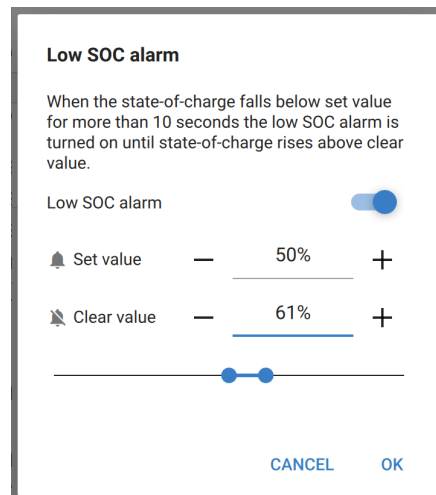 Low SOC alarm
When the state-of-charge falls below set value
for more than 10 seconds the low SOC alarm is
turned on until state-of-charge rises above clear
value.
Low SOC alarm
Set value — 50% +
Clear value — 61% +
CANCEL OK